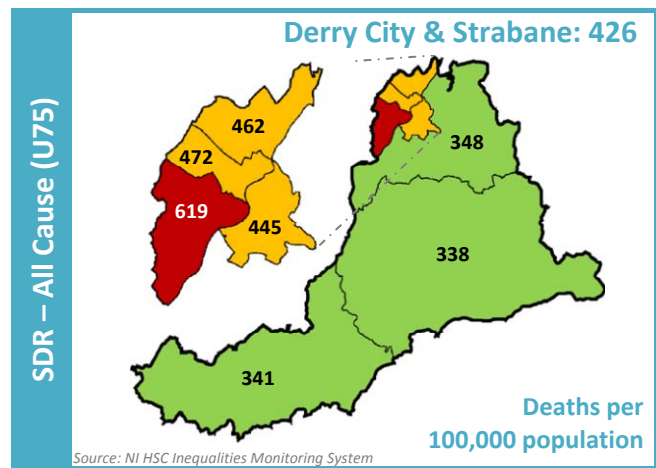 SDR – All Cause (U75)
Derry City & Strabane: 426
462
472
619
445
348
338
341
Deaths per
100,000 population
Source: NI HSC Inequalities Monitoring System